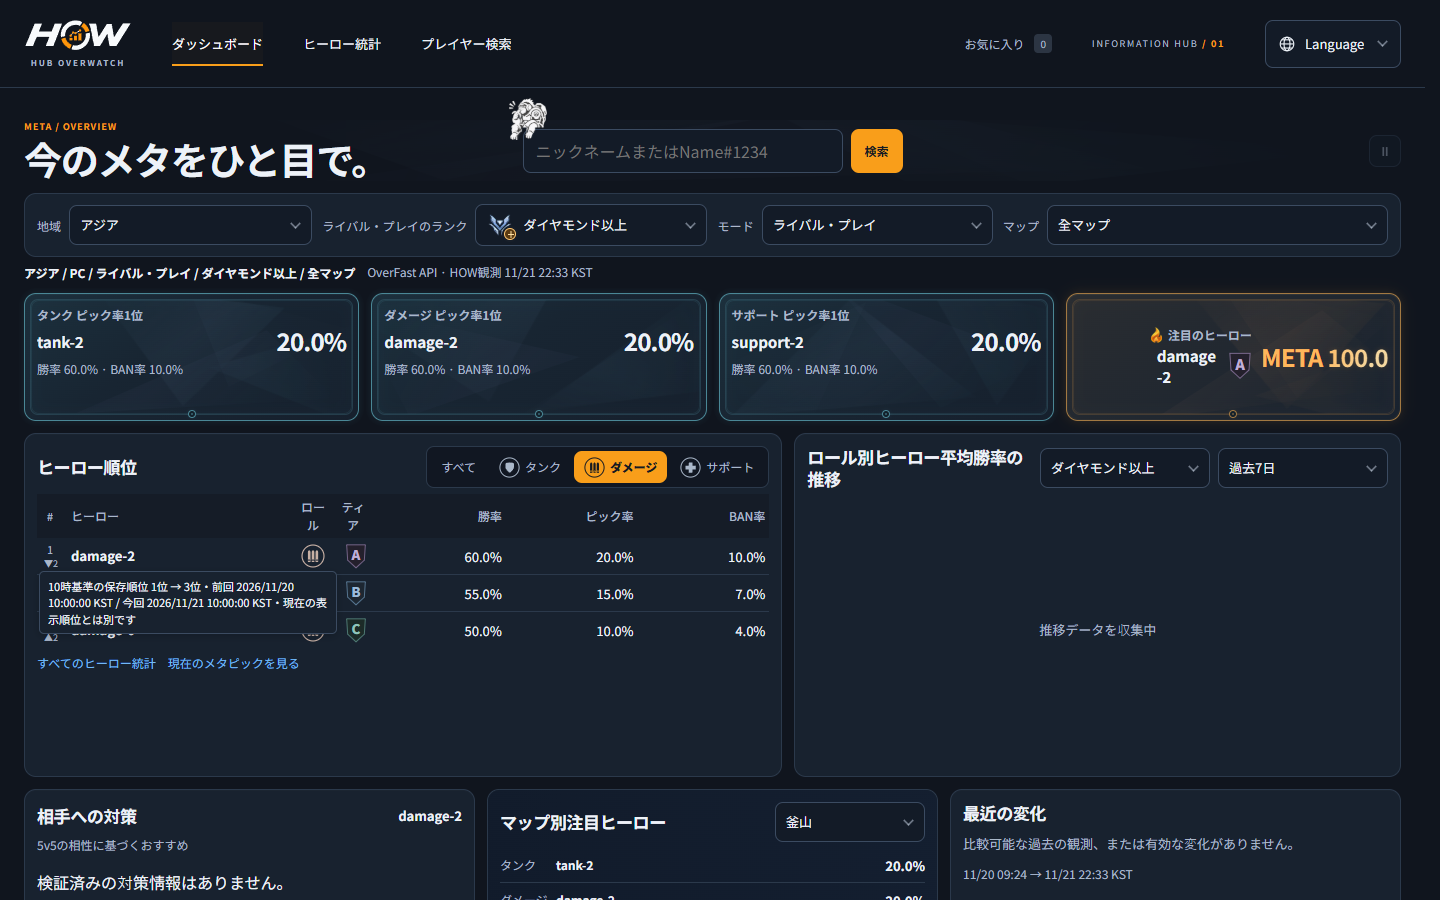 HOW
HUB OVERWATCH
ダッシュボード
ヒーロー統計
プレイヤー検索
お気に入り 0
INFORMATION HUB / 01
Language
META / OVERVIEW
今のメタをひと目で。
ニックネームまたはName#1234
検索
地域
アジア
ライバル・プレイのランク
ダイヤモンド以上
モード
ライバル・プレイ
マップ
全マップ
アジア / PC / ライバル・プレイ / ダイヤモンド以上 / 全マップ OverFast API · HOW観測 11/21 22:33 KST
タンク ピック率1位
tank-2 20.0%
勝率 60.0% · BAN率 10.0%
ダメージ ピック率1位
damage-2 20.0%
勝率 60.0% · BAN率 10.0%
サポート ピック率1位
support-2 20.0%
勝率 60.0% · BAN率 10.0%
注目のヒーロー
damage
-2
A
META 100.0
ヒーロー順位
すべて
タンク
ダメージ
サポート
# ヒーロー ロー
ル ティ
ア 勝率 ピック率 BAN率
1
▼2
damage-2 A 60.0% 20.0% 10.0%
10時基準の保存順位 1位 → 3位・前回 2026/11/20
10:00:00 KST / 今回 2026/11/21 10:00:00 KST・現在の表
示順位とは別です
B 55.0% 15.0% 7.0%
▲2
C 50.0% 10.0% 4.0%
すべてのヒーロー統計 現在のメタピックを見る
ロール別ヒーロー平均勝率の
推移
ダイヤモンド以上
過去7日
推移データを収集中
相手への対策 damage-2
5v5の相性に基づくおすすめ
検証済みの対策情報はありません。
マップ別注目ヒーロー
釜山
タンク tank-2 20.0%
ダメージ damage-2 20.0%
最近の変化
比較可能な過去の観測、または有効な変化がありません。
11/20 09:24 → 11/21 22:33 KST